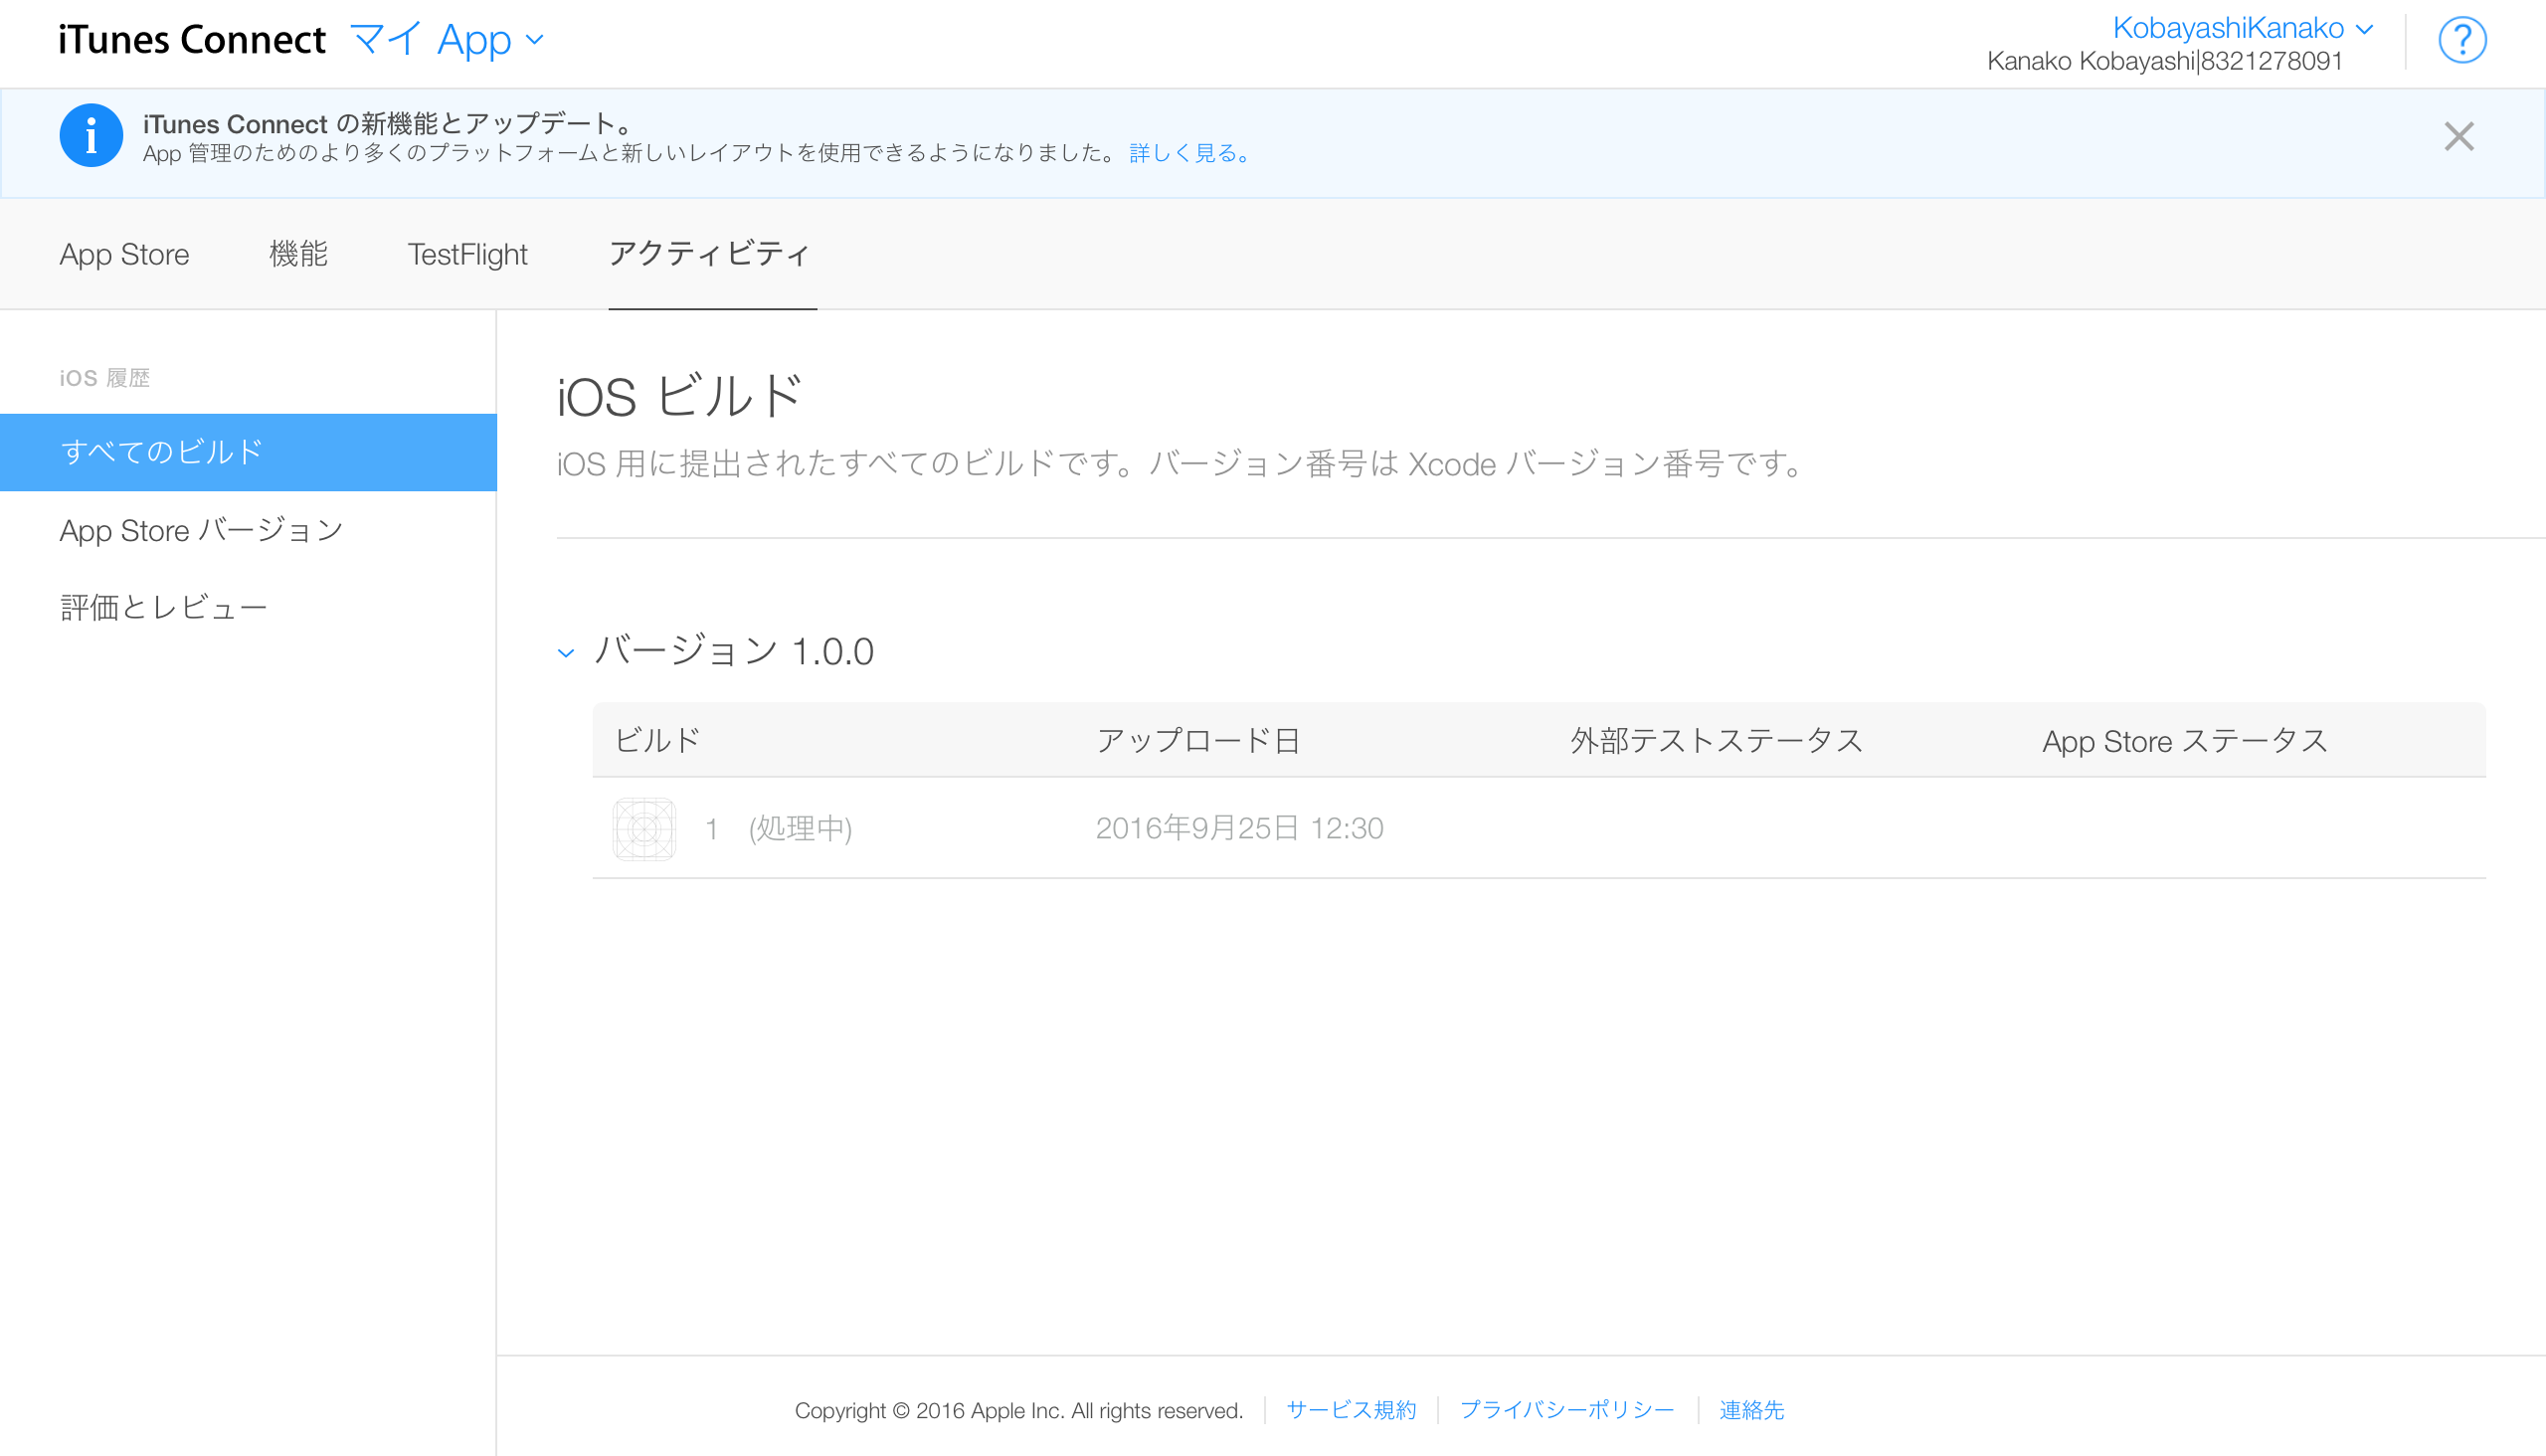 iTunes Connect マイ App
KobayashiKanako
Kanako Kobayashi|8321278091
?
iTunes Connect の新機能とアップデート。
App 管理のためのより多くのプラットフォームと新しいレイアウトを使用できるようになりました。 詳しく見る。
App Store 機能 TestFlight アクティビティ
iOS 履歴
すべてのビルド
App Store バージョン
評価とレビュー
iOS ビルド
iOS 用に提出されたすべてのビルドです。バージョン番号は Xcode バージョン番号です。
バージョン 1.0.0
ビルド アップロード日 外部テストステータス App Store ステータス
1 (処理中) 2016年9月25日 12:30
Copyright © 2016 Apple Inc. All rights reserved. サービス規約 プライバシーポリシー 連絡先